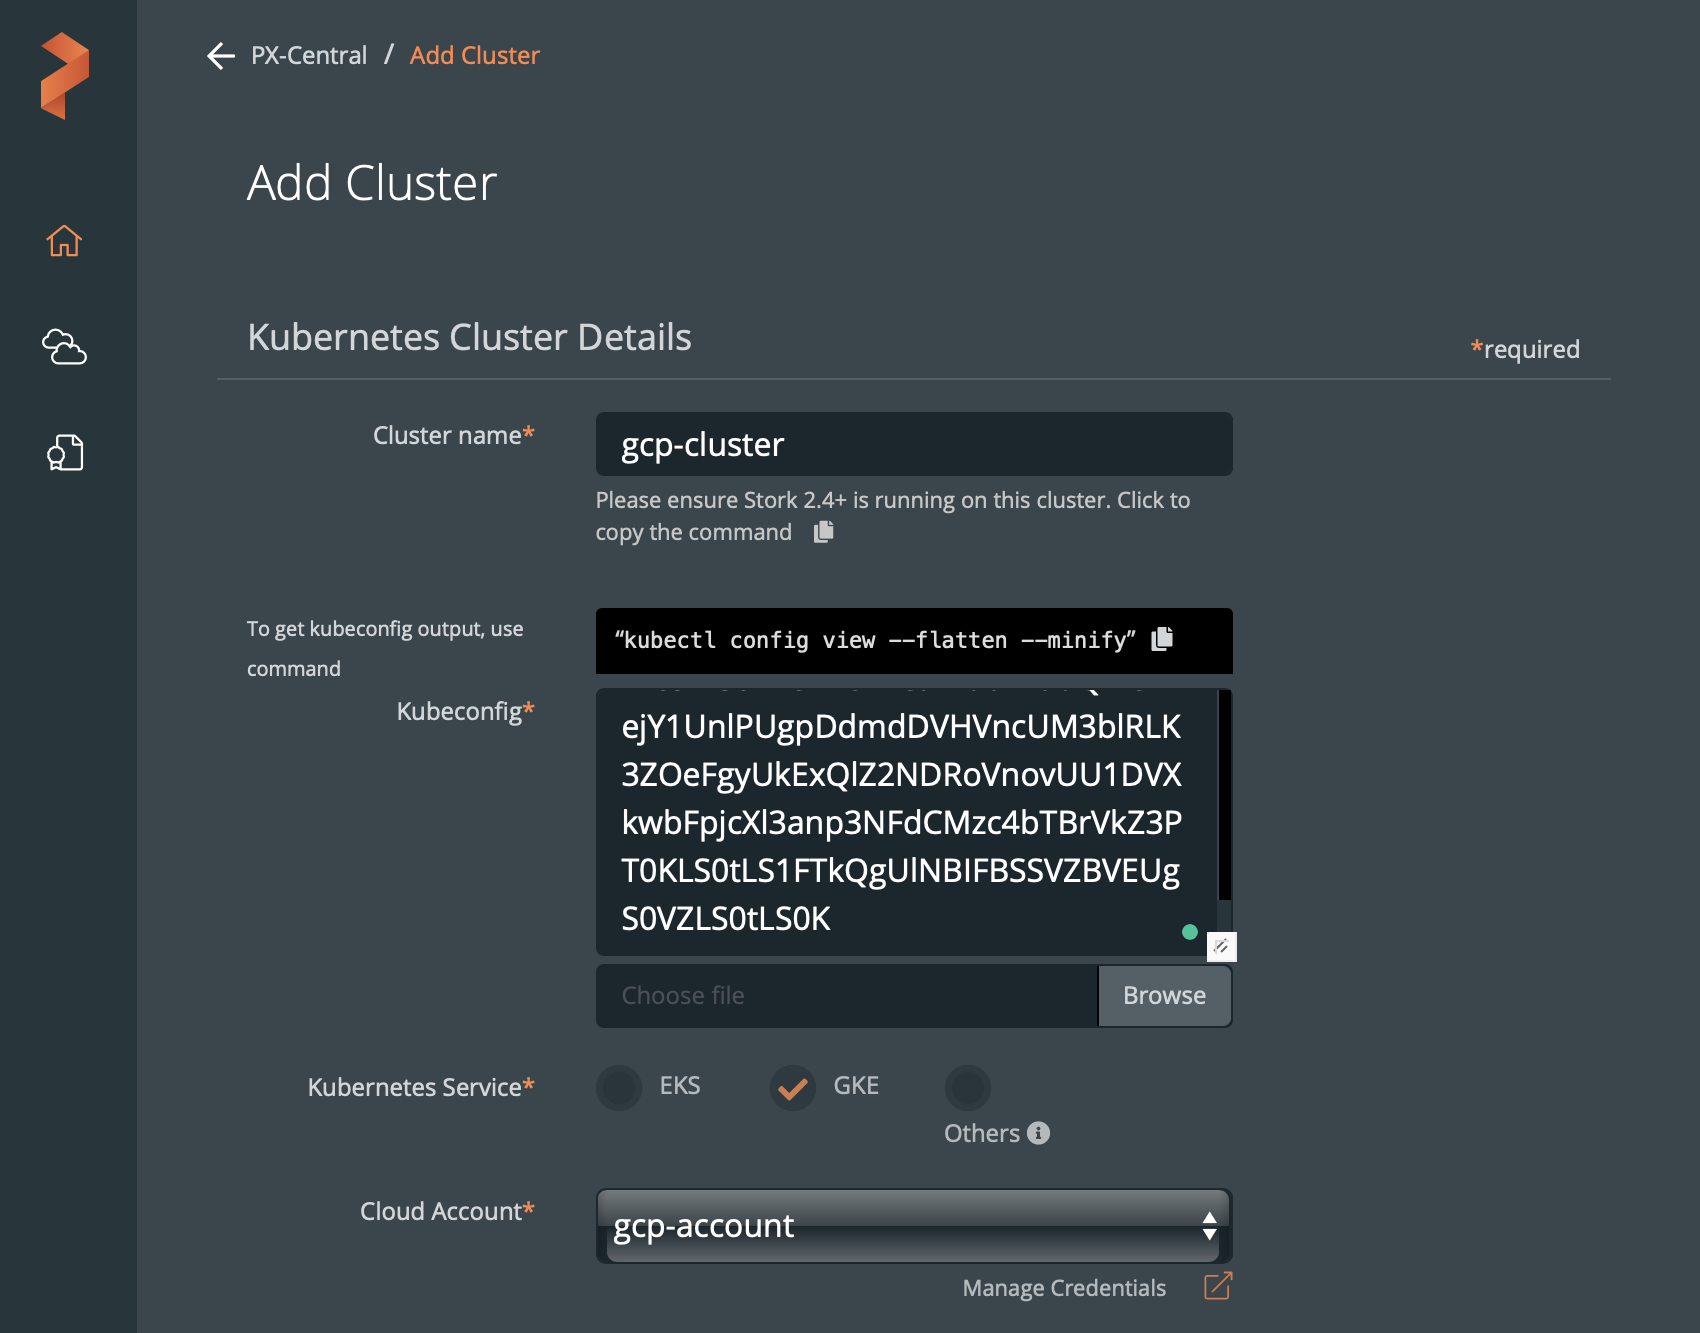 PX-Central / Add Cluster
Add Cluster
Kubernetes Cluster Details
*required
Cluster name*
gcp-cluster
Please ensure Stork 2.4+ is running on this cluster. Click to
copy the command
To get kubeconfig output, use
command
“kubectl config view --flatten --minify”
Kubeconfig*
ejY1UnlPUgpDdmdDVHVncUM3blRLK
3ZOeFgyUkExQlZ2NDRoVnovUU1DVX
kwbFpjcXl3anp3NFdCMzc4bTBrVkZ3P
T0KLS0tLS1FTkQgUlNBIFBSSVZBVEUg
S0VZLS0tLS0K
Choose file
Browse
Kubernetes Service*
EKS
GKE
Others
Cloud Account*
gcp-account
Manage Credentials